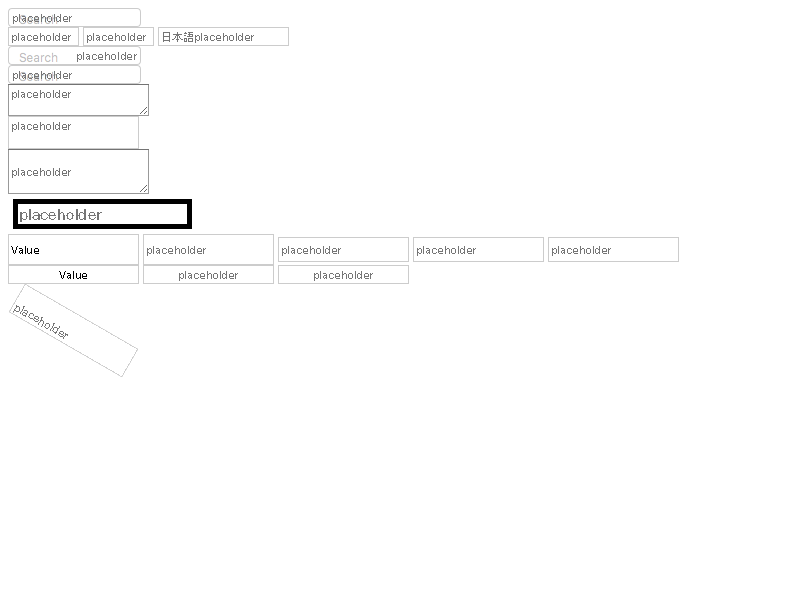 placeholder
placeholder placeholder 日本語placeholder
Search placeholder
placeholder
placeholder
placeholder
placeholder
placeholder
Value placeholder placeholder placeholder placeholder
Value placeholder placeholder
placeholder